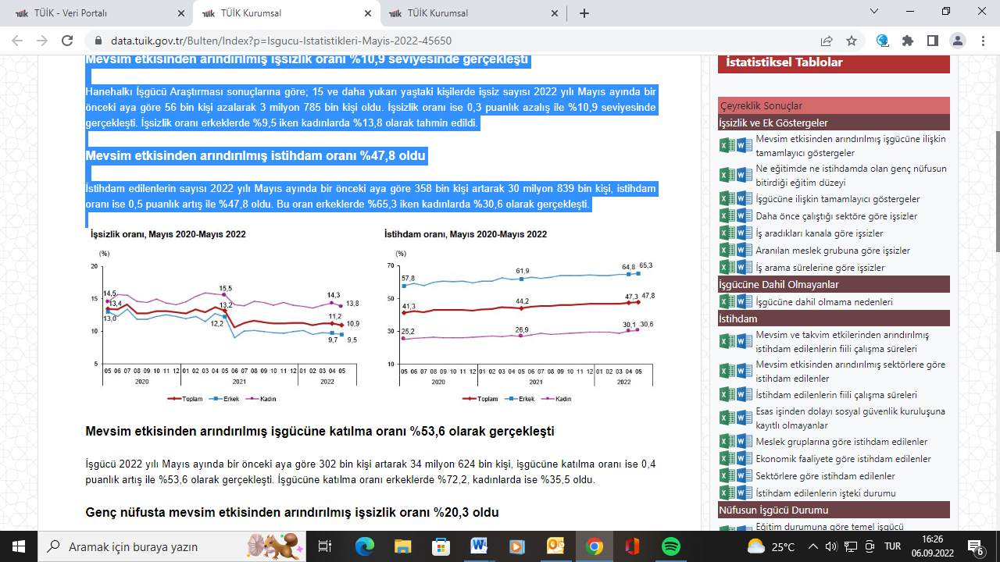 TÜİK - Veri Portalı
TÜİK Kurumsal
TÜİK Kurumsal
data.tuik.gov.tr/Bulten/Index?p=Isgucu-Istatistikleri-Mayis-2022-45650
Mevsim etkisinden arındırılmış işsizlik oranı %10,9 seviyesinde gerçekleşti
Hanehalkı İşgücü Araştırması sonuçlarına göre; 15 ve daha yukarı yaştaki kişilerde işsiz sayısı 2022 yılı Mayıs ayında bir
önceki aya göre 56 bin kişi azalarak 3 milyon 785 bin kişi oldu. İşsizlik oranı ise 0,3 puanlık azalış ile %10,9 seviyesinde
gerçekleşti. İşsizlik oranı erkeklerde %9,5 iken kadınlarda %13,8 olarak tahmin edildi.
Mevsim etkisinden arındırılmış istihdam oranı %47,8 oldu
İstihdam edilenlerin sayısı 2022 yılı Mayıs ayında bir önceki aya göre 358 bin kişi artarak 30 milyon 839 bin kişi, istihdam
oranı ise 0,5 puanlık artış ile %47,8 oldu. Bu oran erkeklerde %65,3 iken kadınlarda %30,6 olarak gerçekleşti.
İşsizlik oranı, Mayıs 2020-Mayıs 2022
(%)
20
15
10
5
14,5
13,4
13,0
15,5
13,2
12,2
14,3
13,8
11,2
10,9
9,7
9,5
05 06 07 08 09 10 11 12 01 02 03 04 05 06 07 08 09 10 11 12 01 02 03 04 05
2020 2021 2022
Toplam Erkek Kadın
İstihdam oranı, Mayıs 2020-Mayıs 2022
(%)
70
50
30
10
57,8
61,9
64,8
65,3
41,3
44,2
47,3
47,8
25,2
26,9
30,1
30,6
05 06 07 08 09 10 11 12 01 02 03 04 05 06 07 08 09 10 11 12 01 02 03 04 05
2020 2021 2022
Toplam Erkek Kadın
Mevsim etkisinden arındırılmış işgücüne katılma oranı %53,6 olarak gerçekleşti
İşgücü 2022 yılı Mayıs ayında bir önceki aya göre 302 bin kişi artarak 34 milyon 624 bin kişi, işgücüne katılma oranı ise 0,4
puanlık artış ile %53,6 olarak gerçekleşti. İşgücüne katılma oranı erkeklerde %72,2, kadınlarda ise %35,5 oldu.
Genç nüfusta mevsim etkisinden arındırılmış işsizlik oranı %20,3 oldu
İstatistiksel Tablolar
Çeyreklik Sonuçlar
İşsizlik ve Ek Göstergeler
Mevsim etkisinden arındırılmış işgücüne ilişkin
tamamlayıcı göstergeler
Ne eğitimde ne istihdamda olan genç nüfusun
bitirdiği eğitim düzeyi
İşgücüne ilişkin tamamlayıcı göstergeler
Daha önce çalıştığı sektöre göre işsizler
İş aradıkları kanala göre işsizler
Aranılan meslek grubuna göre işsizler
İş arama sürelerine göre işsizler
İşgücüne Dahil Olmayanlar
İşgücüne dahil olmama nedenleri
İstihdam
Mevsim ve takvim etkilerinden arındırılmış
istihdam edilenlerin fiili çalışma süreleri
Mevsim etkisinden arındırılmış sektörlere göre
istihdam edilenler
İstihdam edilenlerin fiili çalışma süreleri
Esas işinden dolayı sosyal güvenlik kuruluşuna
kayıtlı olmayanlar
Meslek gruplarına göre istihdam edilenler
Ekonomik faaliyete göre istihdam edilenler
Sektörlere göre istihdam edilenler
İstihdam edilenlerin işteki durumu
Nüfusun İşgücü Durumu
Eğitim durumuna göre temel işgücü
Aramak için buraya yazın
25°C
TUR
16:26
06.09.2022
6